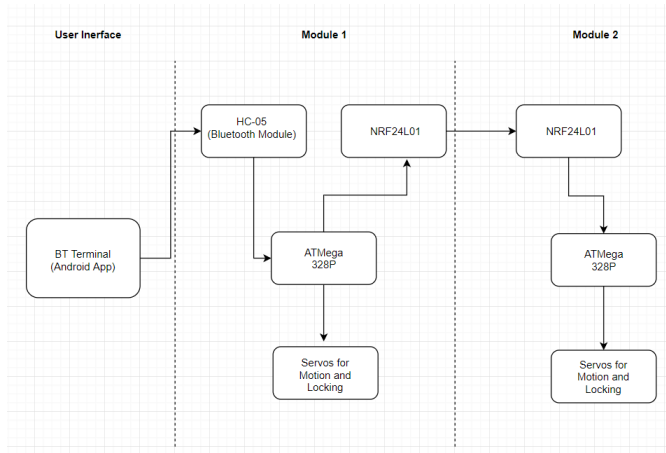 User Inerface
Module 1
Module 2
HC-05
(Bluetooth Module)
NRF24L01
NRF24L01
BT Terminal
(Android App)
ATMega
328P
ATMega
328P
Servos for
Motion and
Locking
Servos for
Motion and
Locking